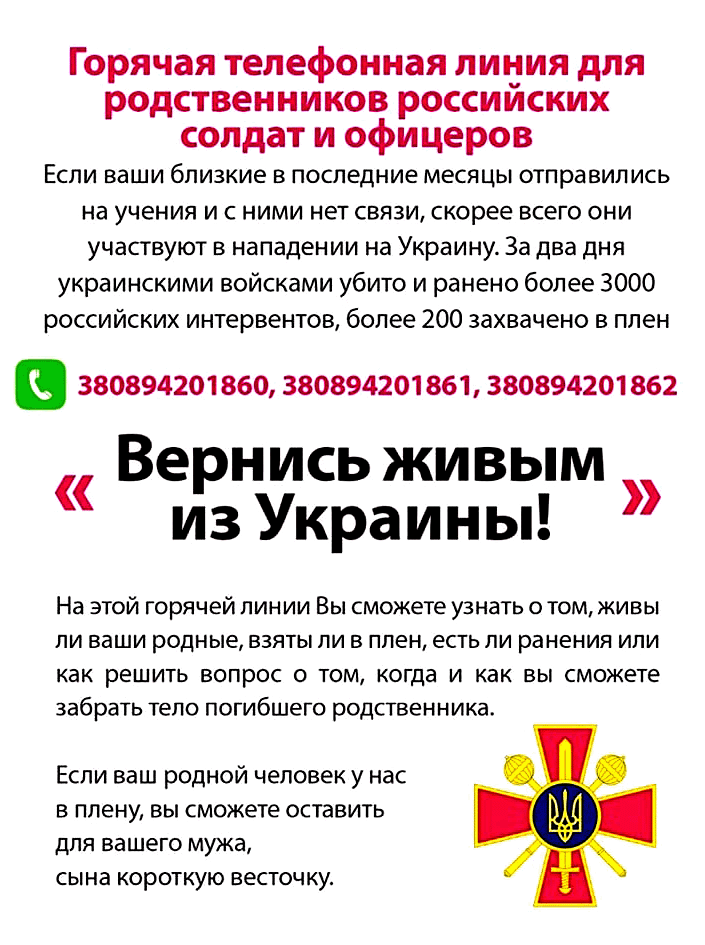 Горячая телефонная линия для
родственников российских
солдат и офицеров
Если ваши близкие в последние месяцы отправились
на учения и с ними нет связи, скорее всего они
участвуют в нападении на Украину. За два дня
украинскими войсками убито и ранено более 3000
российских интервентов, более 200 захвачено в плен
380894201860, 380894201861, 380894201862
« Вернись живым
из Украины! »
На этой горячей линии Вы сможете узнать о том, живы
ли ваши родные, взяты ли в плен, есть ли ранения или
как решить вопрос о том, когда и как вы сможете
забрать тело погибшего родственника.
Если ваш родной человек у нас
в плену, вы сможете оставить
для вашего мужа,
сына короткую весточку.